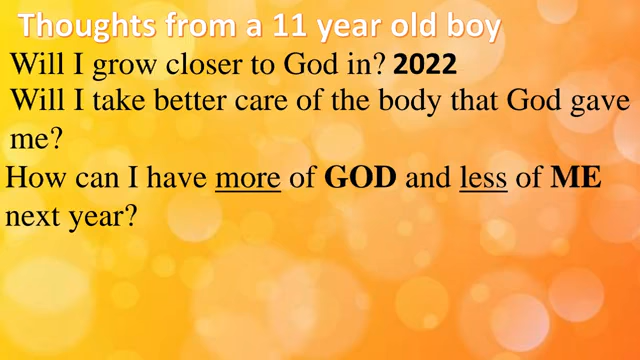 Thoughts from a 11 year old boy
Will I grow closer to God in? 2022
Will I take better care of the body that God gave
me?
How can I have more of GOD and less of ME
next year?